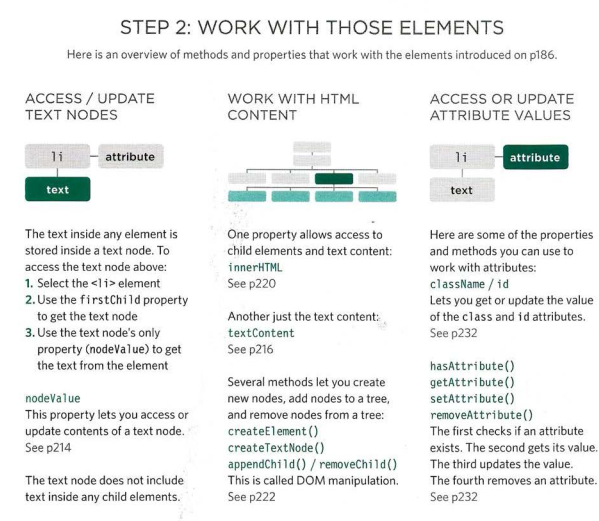 STEP 2: WORK WITH THOSE ELEMENTS
Here is an overview of methods and properties that work with the elements introduced on p186.
ACCESS / UPDATE
TEXT NODES
li
attribute
text
The text inside any element is
stored inside a text node. To
access the text node above:
1. Select the <li> element
2. Use the firstChild property
to get the text node
3. Use the text node's only
property (nodeValue) to get
the text from the element
nodeValue
This property lets you access or
update contents of a text node.
See p214
The text node does not include
text inside any child elements.
WORK WITH HTML
CONTENT
One property allows access to
child elements and text content:
innerHTML
See p220
Another just the text content:
textContent
See p216
Several methods let you create
new nodes, add nodes to a tree,
and remove nodes from a tree:
createElement()
createTextNode()
appendChild() / removeChild()
This is called DOM manipulation.
See p222
ACCESS OR UPDATE
ATTRIBUTE VALUES
li
attribute
text
Here are some of the properties
and methods you can use to
work with attributes:
className / id
Lets you get or update the value
of the class and id attributes.
See p232
hasAttribute()
getAttribute()
setAttribute()
removeAttribute()
The first checks if an attribute
exists. The second gets its value.
The third updates the value.
The fourth removes an attribute.
See p232